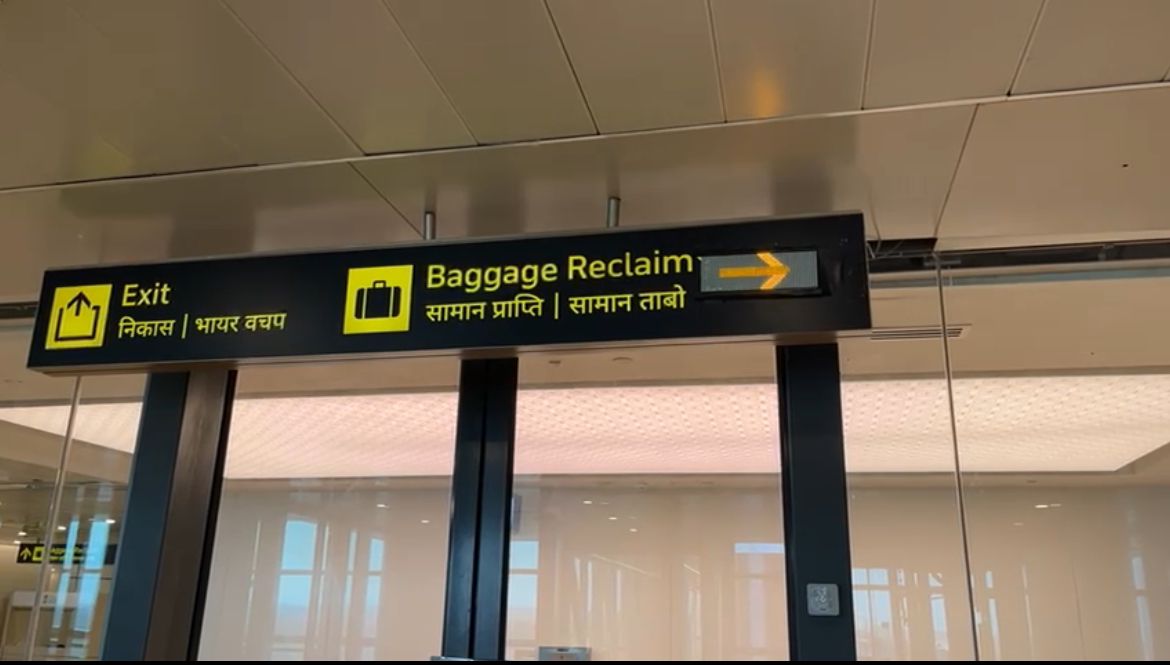 Exit
निकास | भायर वचप
Baggage Reclaim
सामान प्राप्ति | सामान ताबो